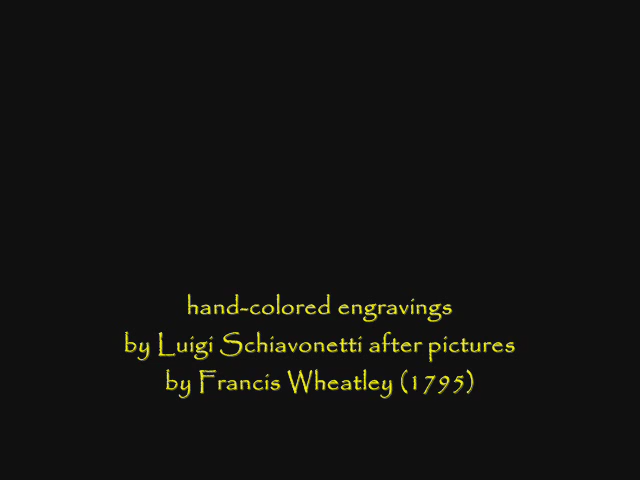 hand-colored engravings
by Luigi Schiavonetti after pictures
by Francis Wheatley (1795)